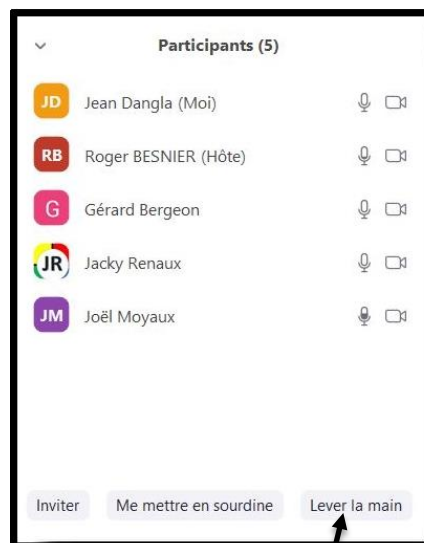 Participants (5)
JD Jean Dangla (Moi)
RB Roger BESNIER (Hôte)
G Gérard Bergeon
JR Jacky Renaux
JM Joël Moyaux
Inviter Me mettre en sourdine Lever la main